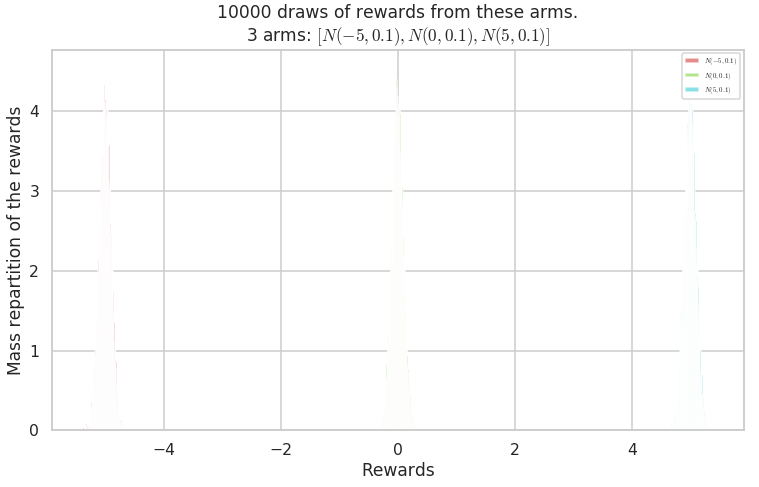 10000 draws of rewards from these arms.
3 arms: [N(−5, 0.1), N(0, 0.1), N(5, 0.1)]
N(−5, 0.1)
N(0, 0.1)
N(5, 0.1)
Mass repartition of the rewards
4
3
2
1
0
−4
−2
0
2
4
Rewards